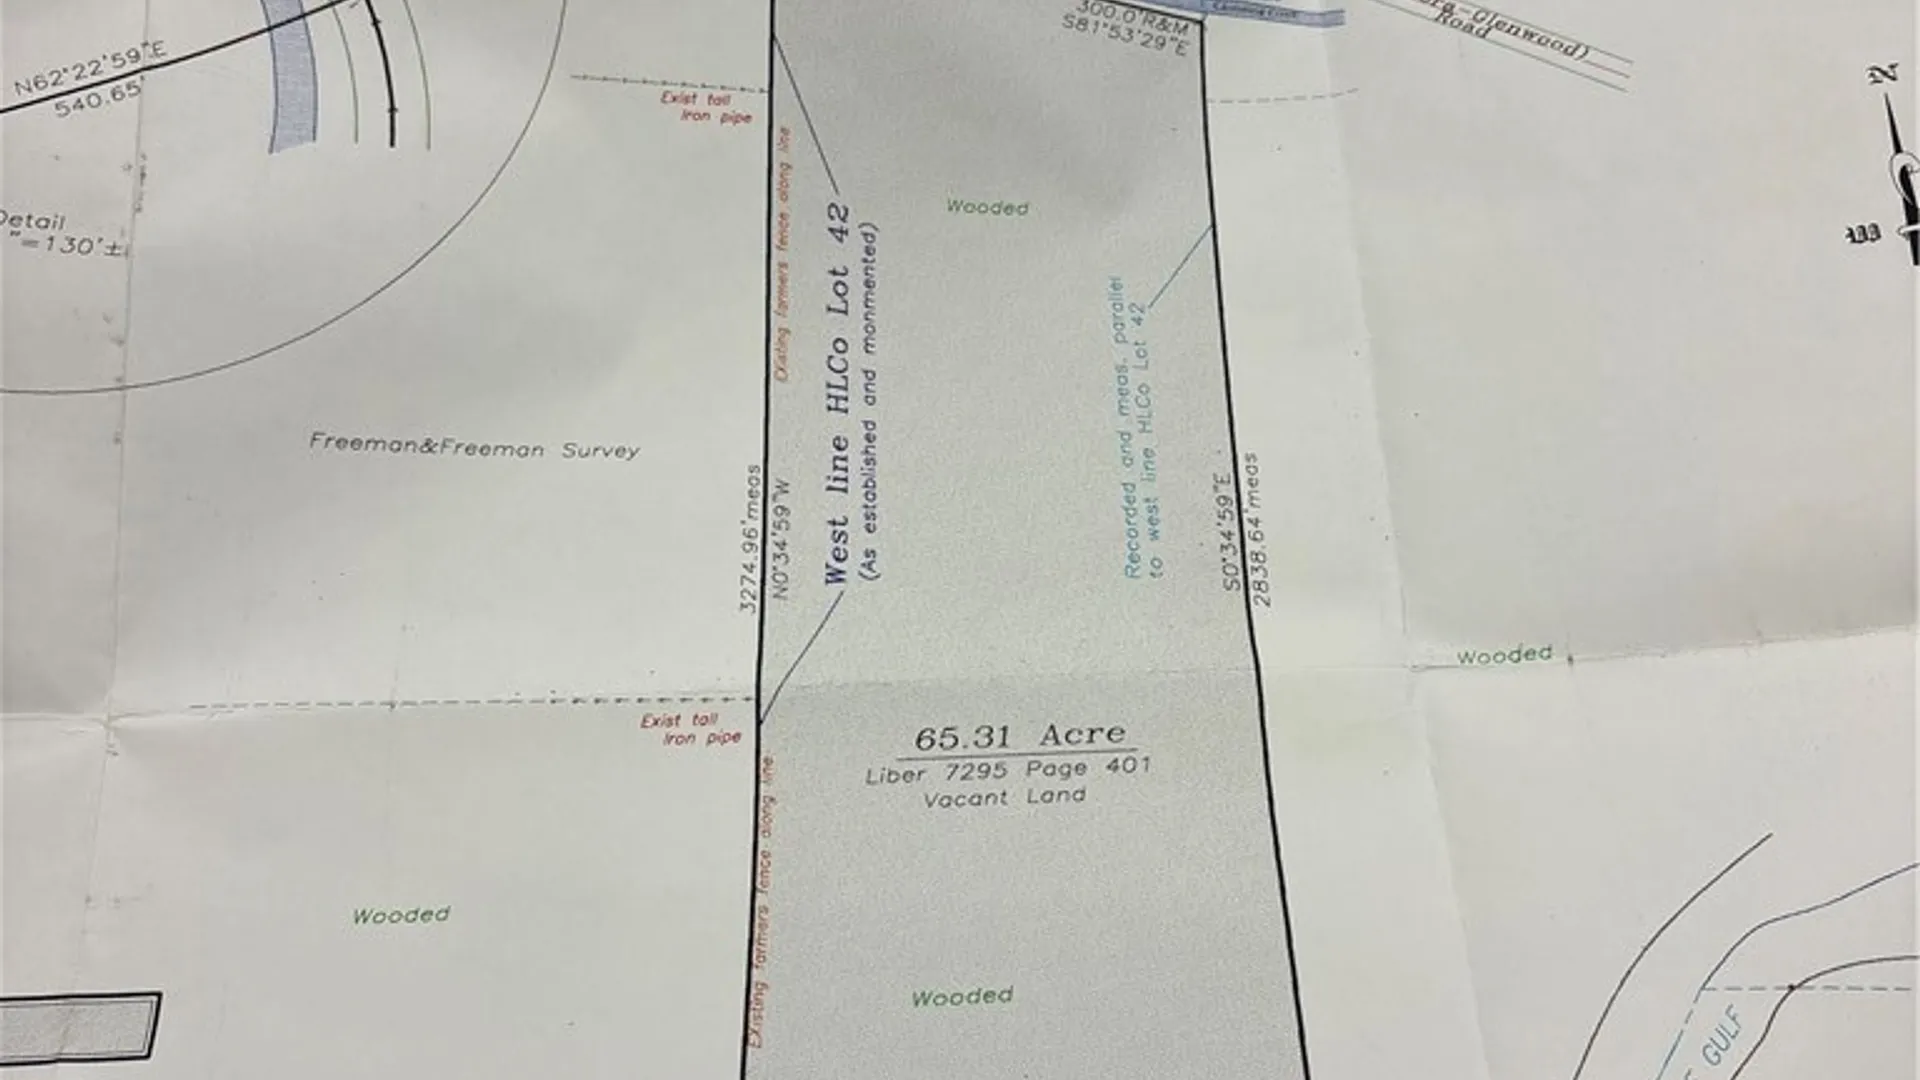 300.0'R&M
S81°53'29"E
-Glenwood)
Road
N62°22'59"E
540.65'
N
Exist tall
Iron pipe
Existing farmers fence along line
West line HLCo Lot 42
(As established and monmented)
Wooded
Detail
"=130'±
Recorded and meas. parallel
to west line HLCo Lot 42
Freeman&Freeman Survey
3274.96'meas
N0°34'59"W
S0°34'59"E
2838.64'meas
Wooded
Exist tall
Iron pipe
65.31 Acre
Liber 7295 Page 401
Vacant Land
Existing farmers fence along line
Wooded
Wooded
GULF